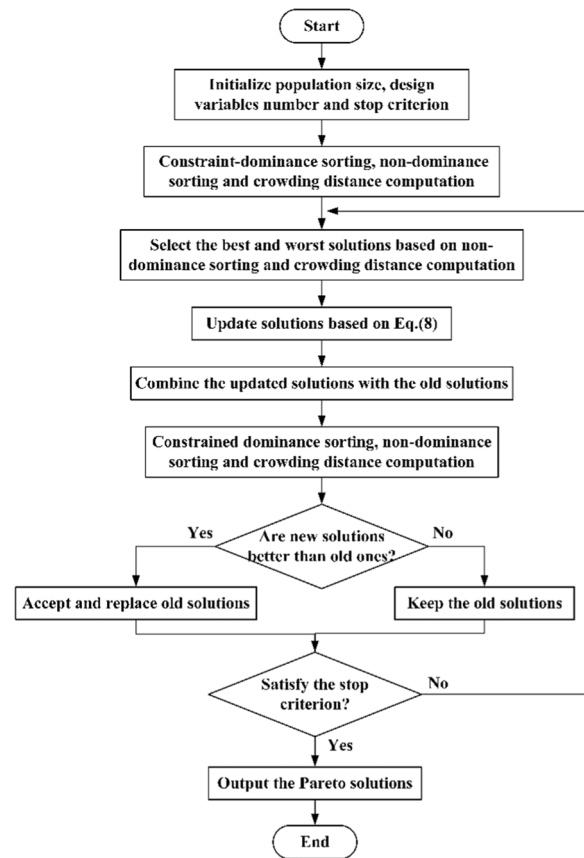 Start
Initialize population size, design
variables number and stop criterion
Constraint-dominance sorting, non-dominance
sorting and crowding distance computation
Select the best and worst solutions based on non-
dominance sorting and crowding distance computation
Update solutions based on Eq.(8)
Combine the updated solutions with the old solutions
Constrained dominance sorting, non-dominance
sorting and crowding distance computation
Yes
Are new solutions
better than old ones?
No
Accept and replace old solutions
Keep the old solutions
Satisfy the stop
criterion?
No
Yes
Output the Pareto solutions
End